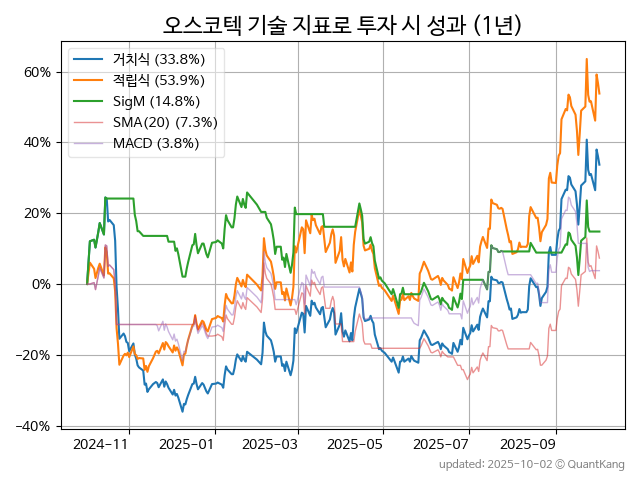 오스코텍 기술 지표로 투자 시 성과 (1년)
거치식 (33.8%)
적립식 (53.9%)
SigM (14.8%)
SMA(20) (7.3%)
MACD (3.8%)
60%
40%
20%
0%
−20%
−40%
2024-11 2025-01 2025-03 2025-05 2025-07 2025-09
updated: 2025-10-02 © QuantKang